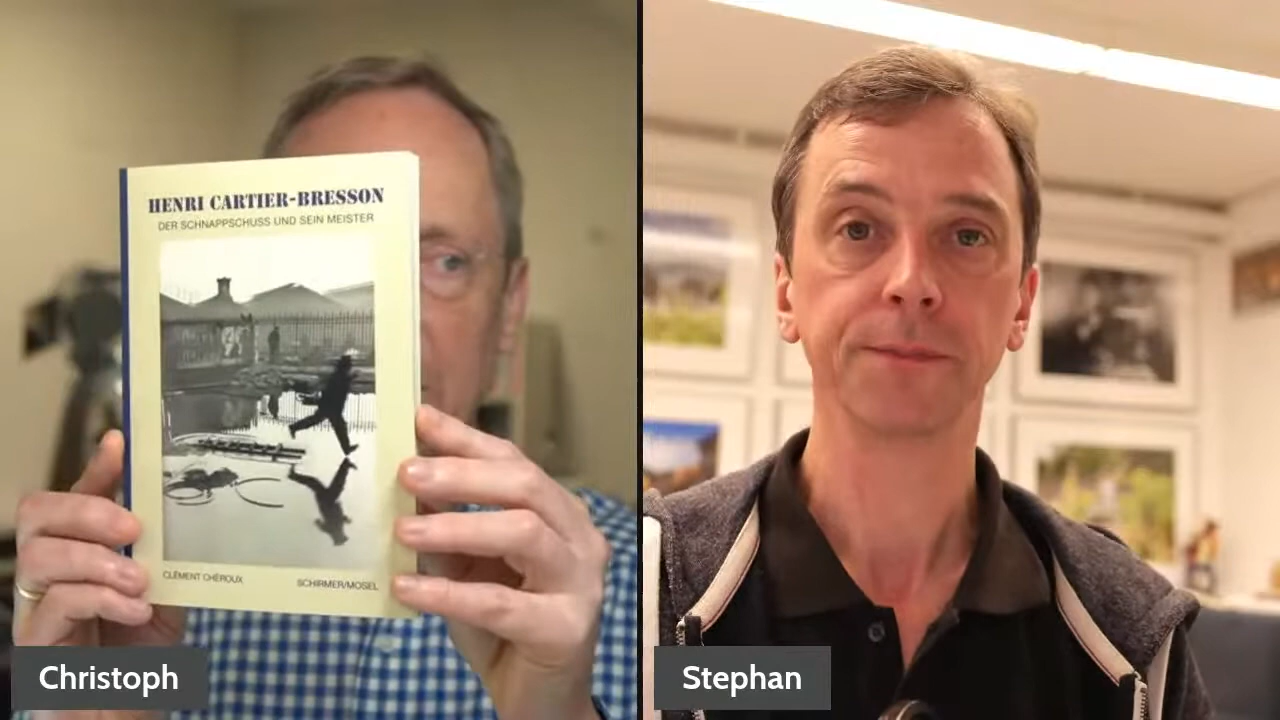 HENRI CARTIER-BRESSON
DER SCHNAPPSCHUSS UND SEIN MEISTER
CLÉMENT CHÉROUX SCHIRMER/MOSEL
Christoph
Stephan